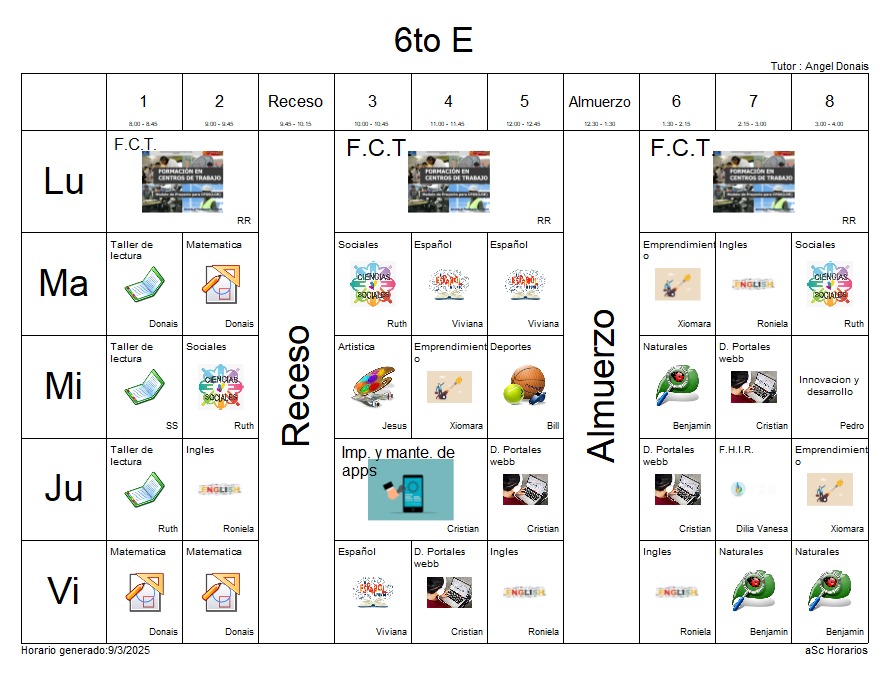 6to E
Tutor : Angel Donais
1 2 Receso 3 4 5 Almuerzo 6 7 8
8:00 - 8:45 9:00 - 9:45 9:45 - 10:15 10:00 - 10:45 11:00 - 11:45 12:00 - 12:45 12:30 - 1:30 1:30 - 2:15 2:15 - 3:00 3:00 - 4:00
Lu
F.C.T.
FORMACIÓN EN
CENTROS DE TRABAJO
RR
F.C.T.
FORMACIÓN EN
CENTROS DE TRABAJO
RR
F.C.T.
FORMACIÓN EN
CENTROS DE TRABAJO
RR
Receso
Almuerzo
Ma
Taller de
lectura
Donais
Matematica
Donais
Sociales
CIENCIAS
SOCIALES
Ruth
Español
ESPAÑOL
Viviana
Español
ESPAÑOL
Viviana
Emprendimient
o
Xiomara
Ingles
ENGLISH
Roniela
Sociales
CIENCIAS
SOCIALES
Ruth
Mi
Taller de
lectura
SS
Sociales
CIENCIAS
SOCIALES
Ruth
Artistica
Jesus
Emprendimient
o
Xiomara
Deportes
Bill
Naturales
Benjamin
D. Portales
webb
Cristian
Innovacion y
desarrollo
Pedro
Ju
Taller de
lectura
Ruth
Ingles
ENGLISH
Roniela
Imp. y mante. de
apps
Cristian
D. Portales
webb
Cristian
D. Portales
webb
Cristian
F.H.I.R.
Dilia Vanesa
Emprendimient
o
Xiomara
Vi
Matematica
Donais
Matematica
Donais
Español
ESPAÑOL
Viviana
D. Portales
webb
Cristian
Ingles
ENGLISH
Roniela
Ingles
ENGLISH
Roniela
Naturales
Benjamin
Naturales
Benjamin
Horario generado:9/3/2025
aSc Horarios